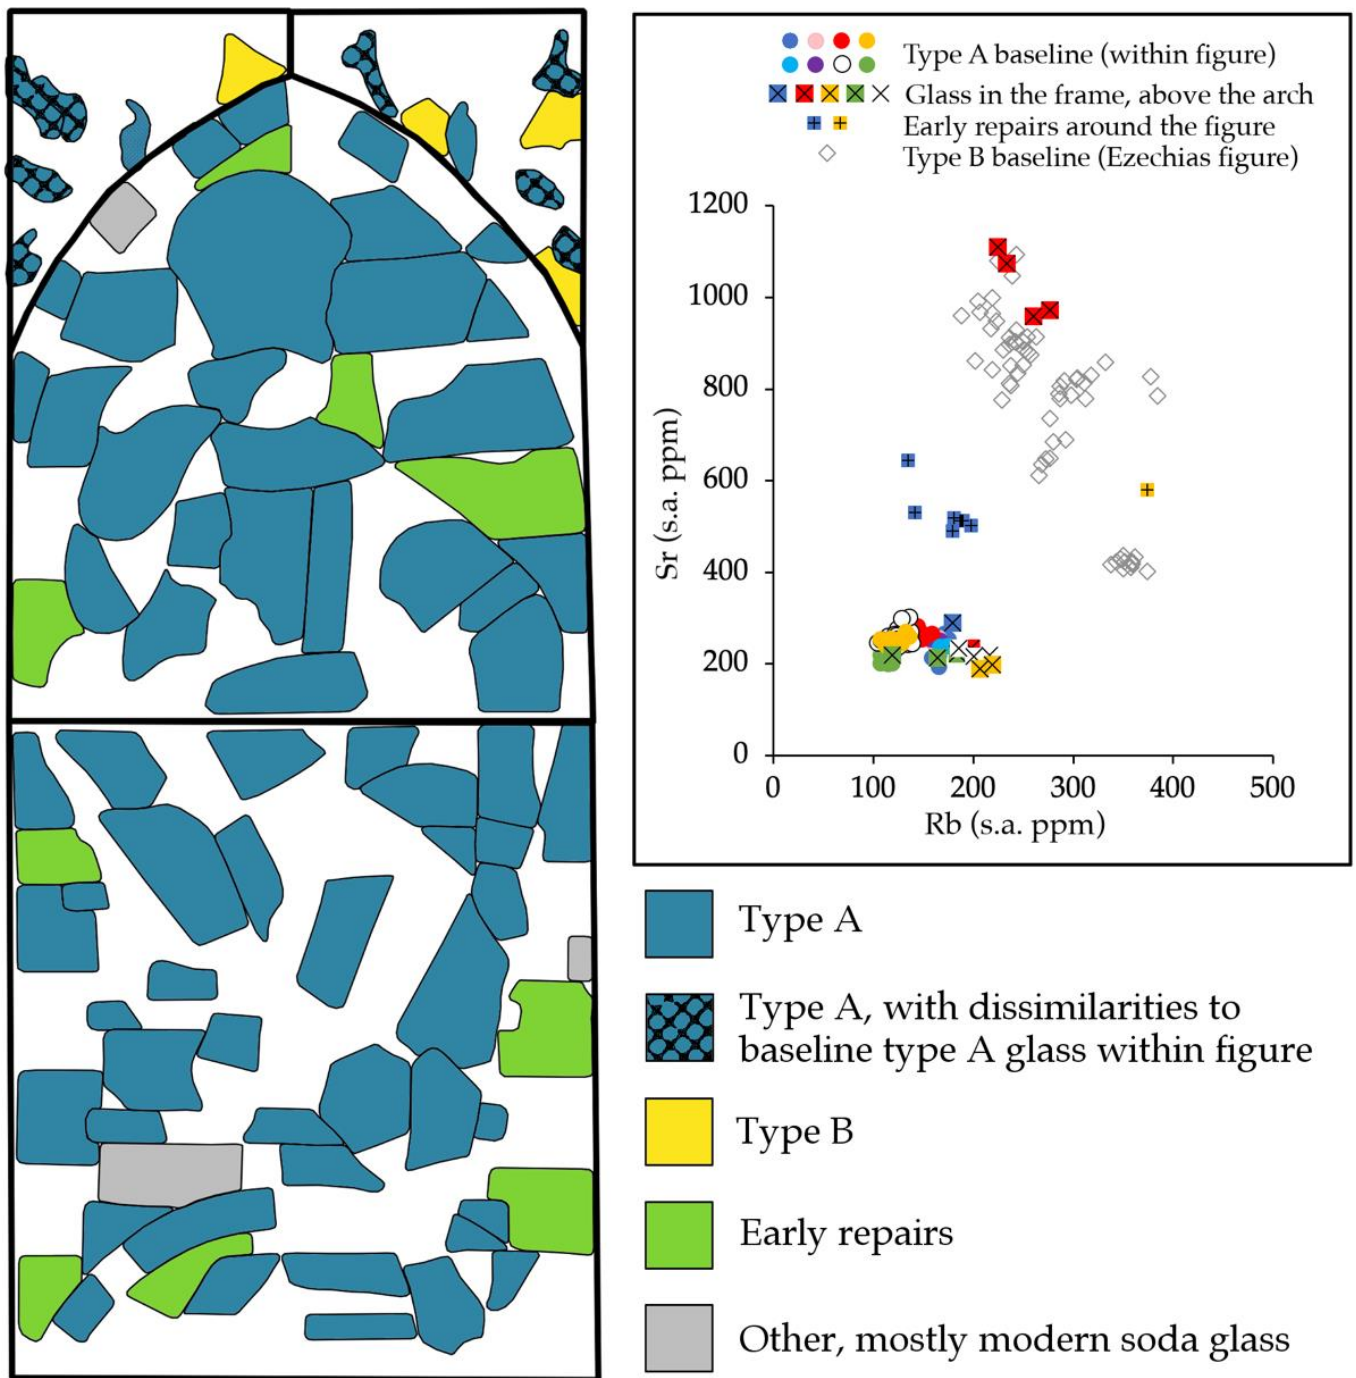 Type A baseline (within figure)
Glass in the frame, above the arch
Early repairs around the figure
Type B baseline (Ezechias figure)
1200
1000
800
600
400
200
0
Sr (s.a. ppm)
0 100 200 300 400 500
Rb (s.a. ppm)
Type A
Type A, with dissimilarities to
baseline type A glass within figure
Type B
Early repairs
Other, mostly modern soda glass